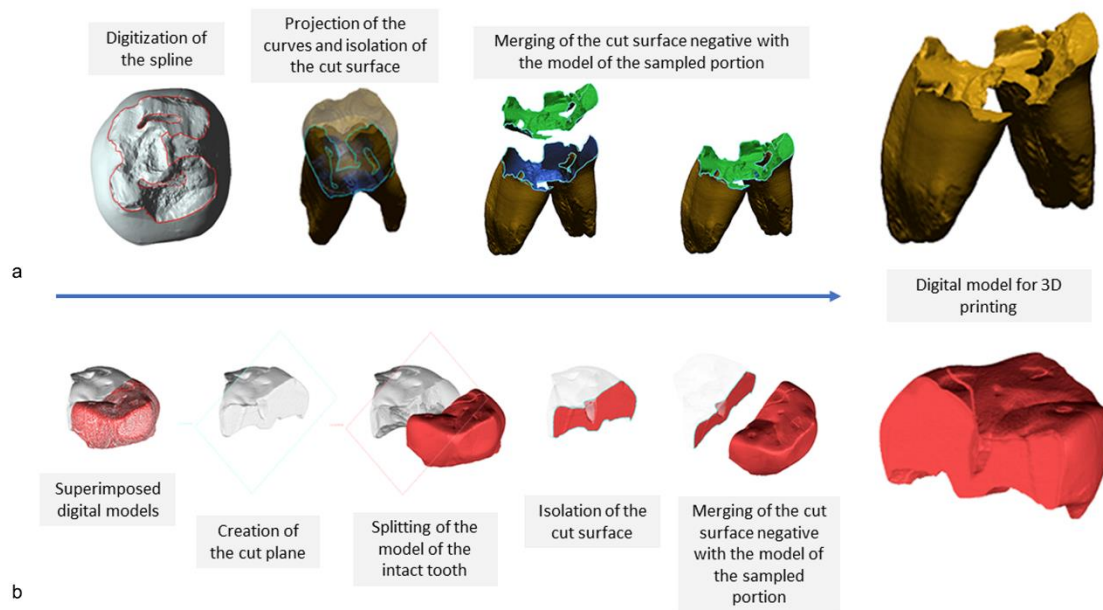 Digitization of
the spline
Projection of the
curves and isolation of
the cut surface
Merging of the cut surface negative with
the model of the sampled portion
a
Digital model for 3D
printing
Superimposed
digital models
Creation of
the cut plane
Splitting of the
model of the
intact tooth
Isolation of the
cut surface
Merging of the cut
surface negative
with the model of
the sampled
portion
b